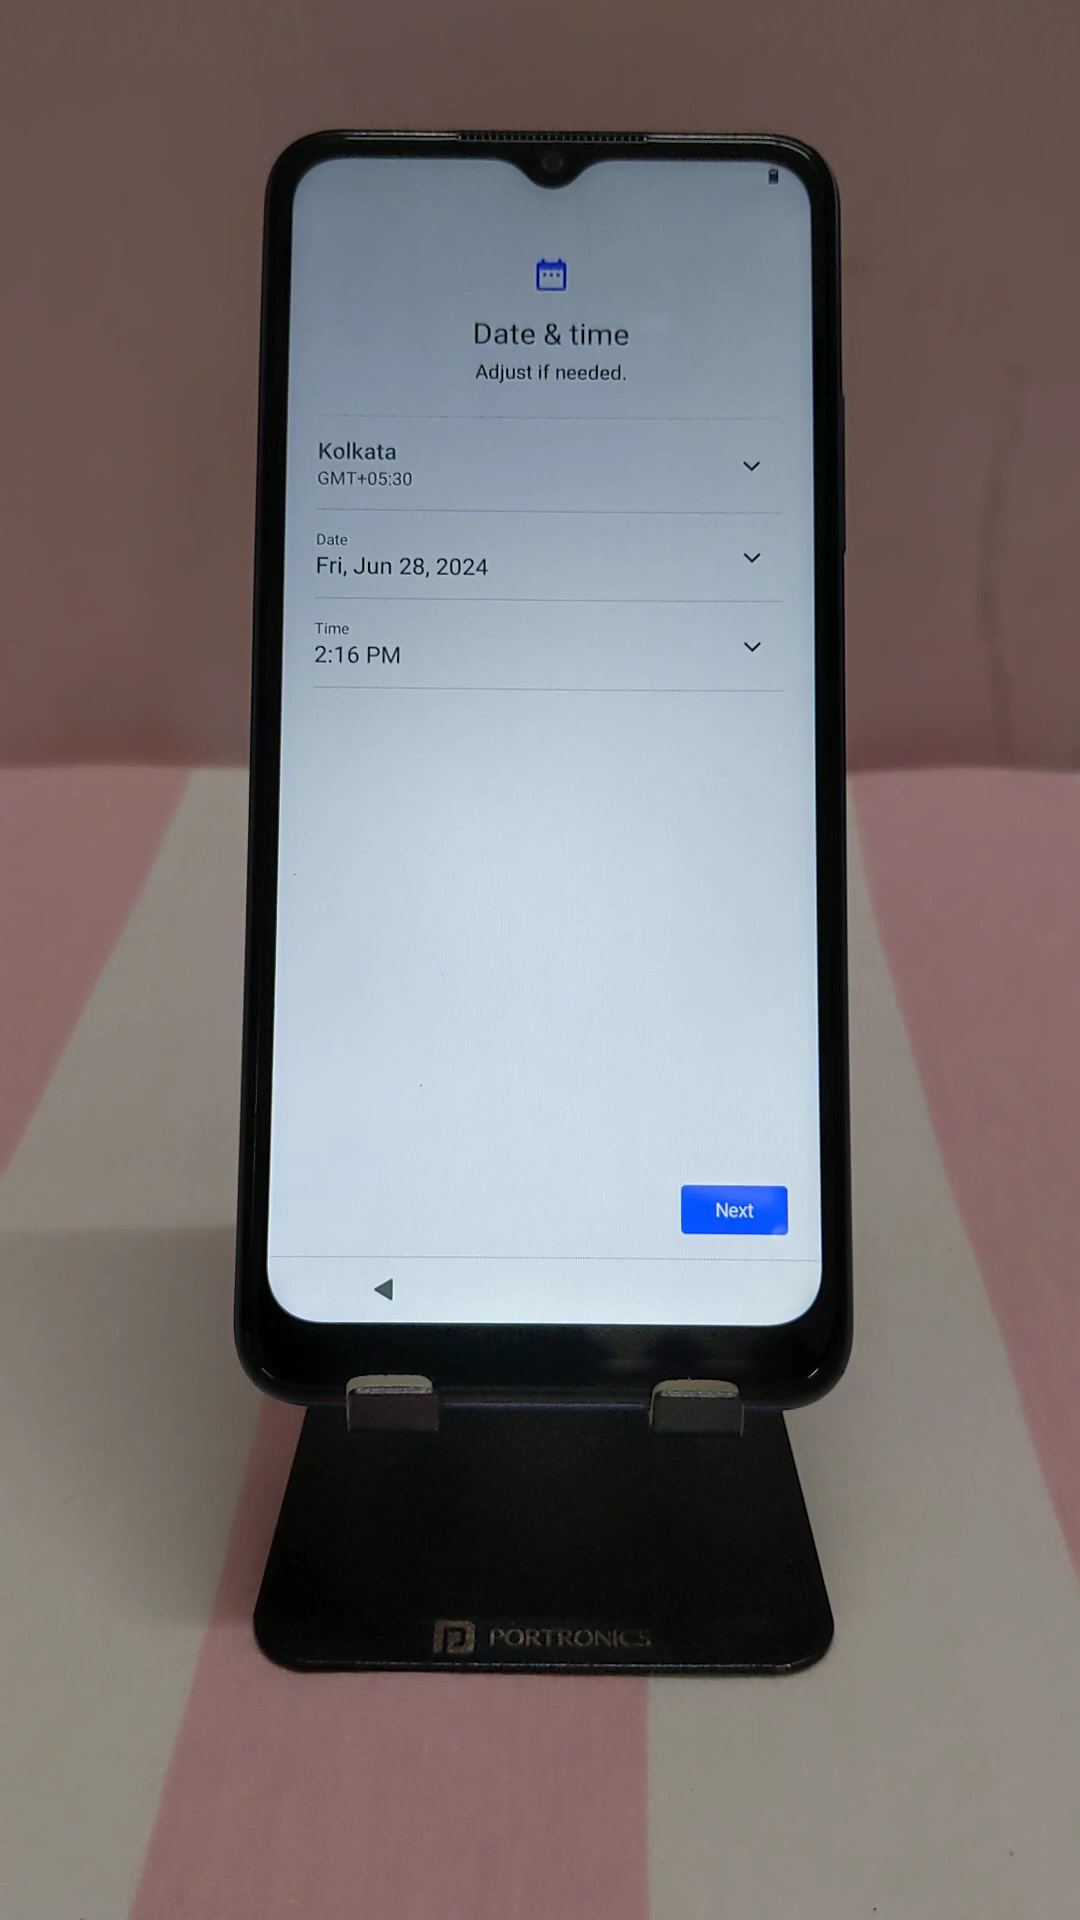 Date & time
Adjust if needed.
Kolkata
GMT+05:30
Date
Fri, Jun 28, 2024
Time
2:16 PM
Next
PORTRONICS